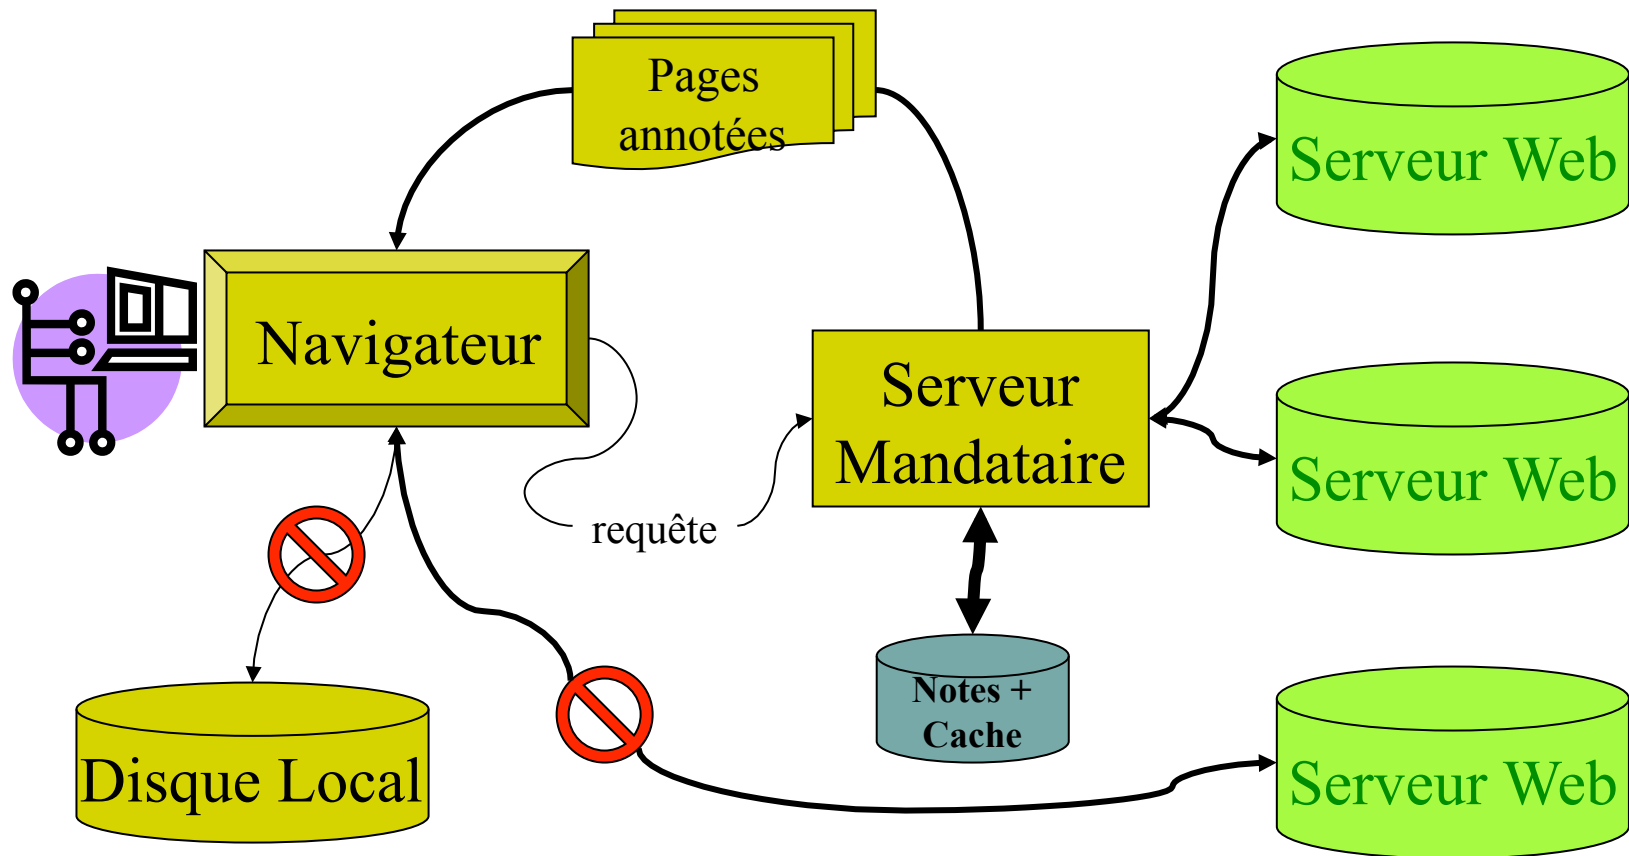 Pages
annotées
Serveur Web
Navigateur
Serveur
Mandataire
Serveur Web
requête
Notes +
Cache
Disque Local
Serveur Web